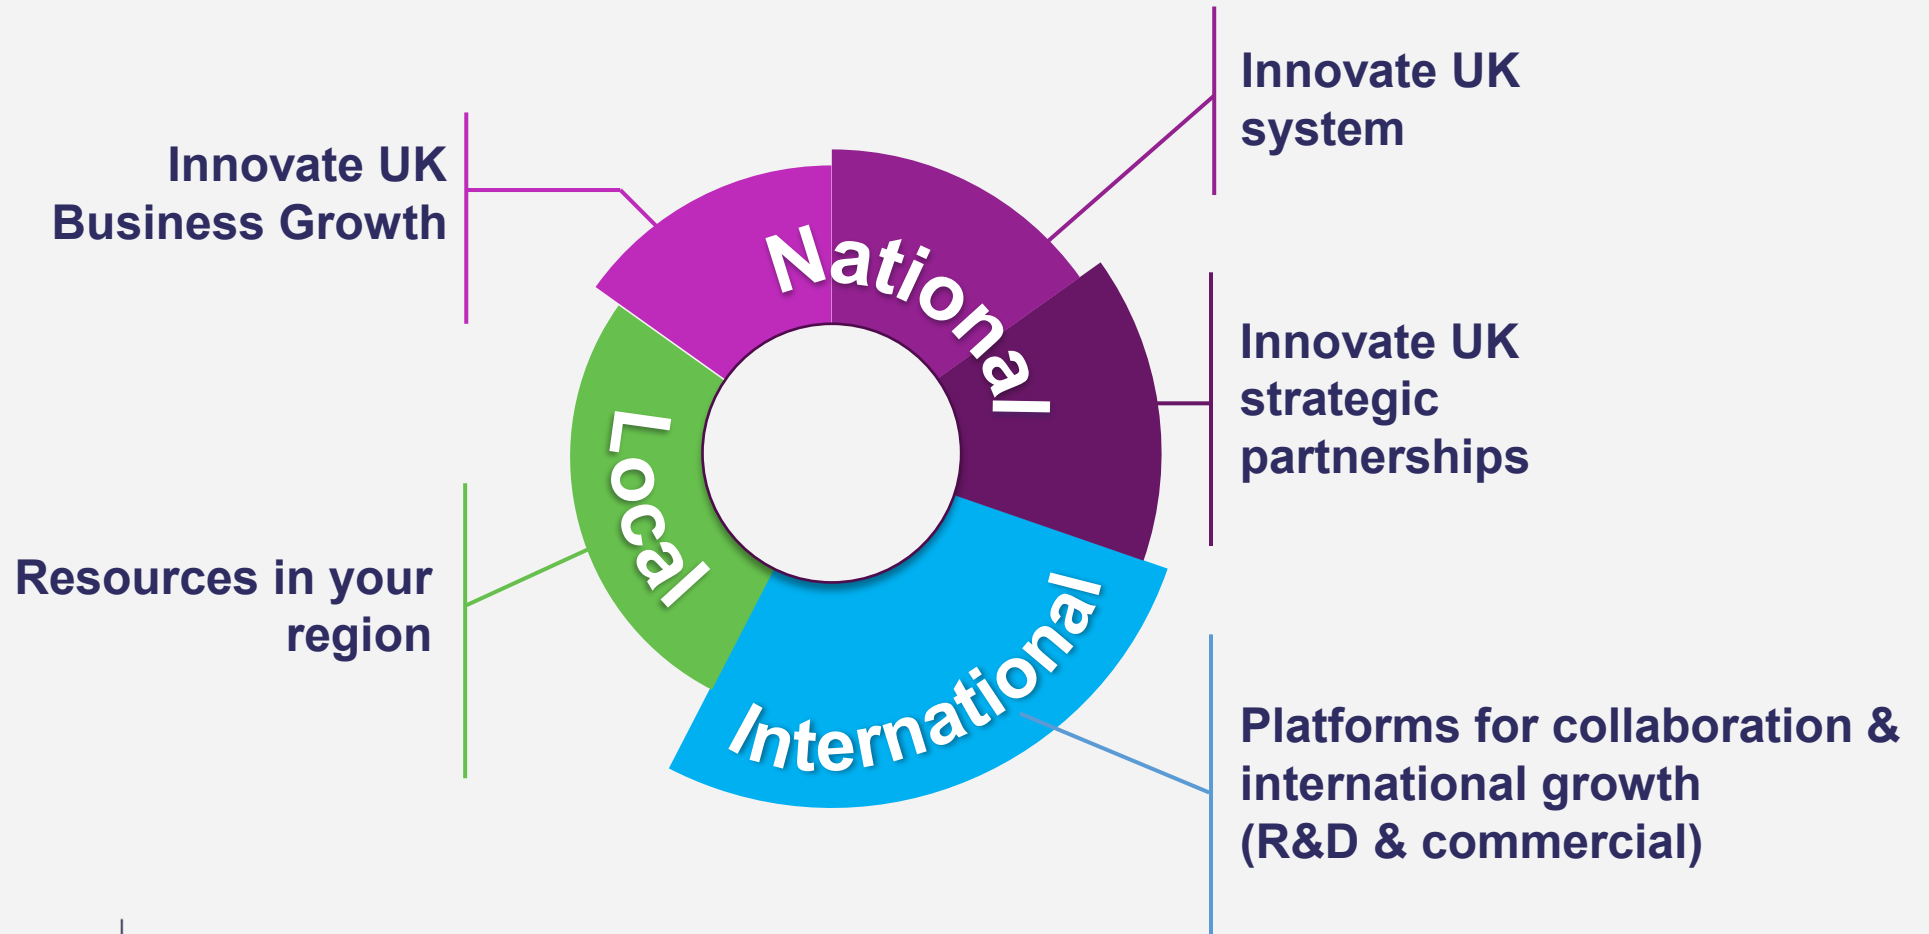 Innovate UK
Business Growth
Innovate UK
system
National
Innovate UK
strategic
partnerships
Local
Resources in your
region
International
Platforms for collaboration &
international growth
(R&D & commercial)